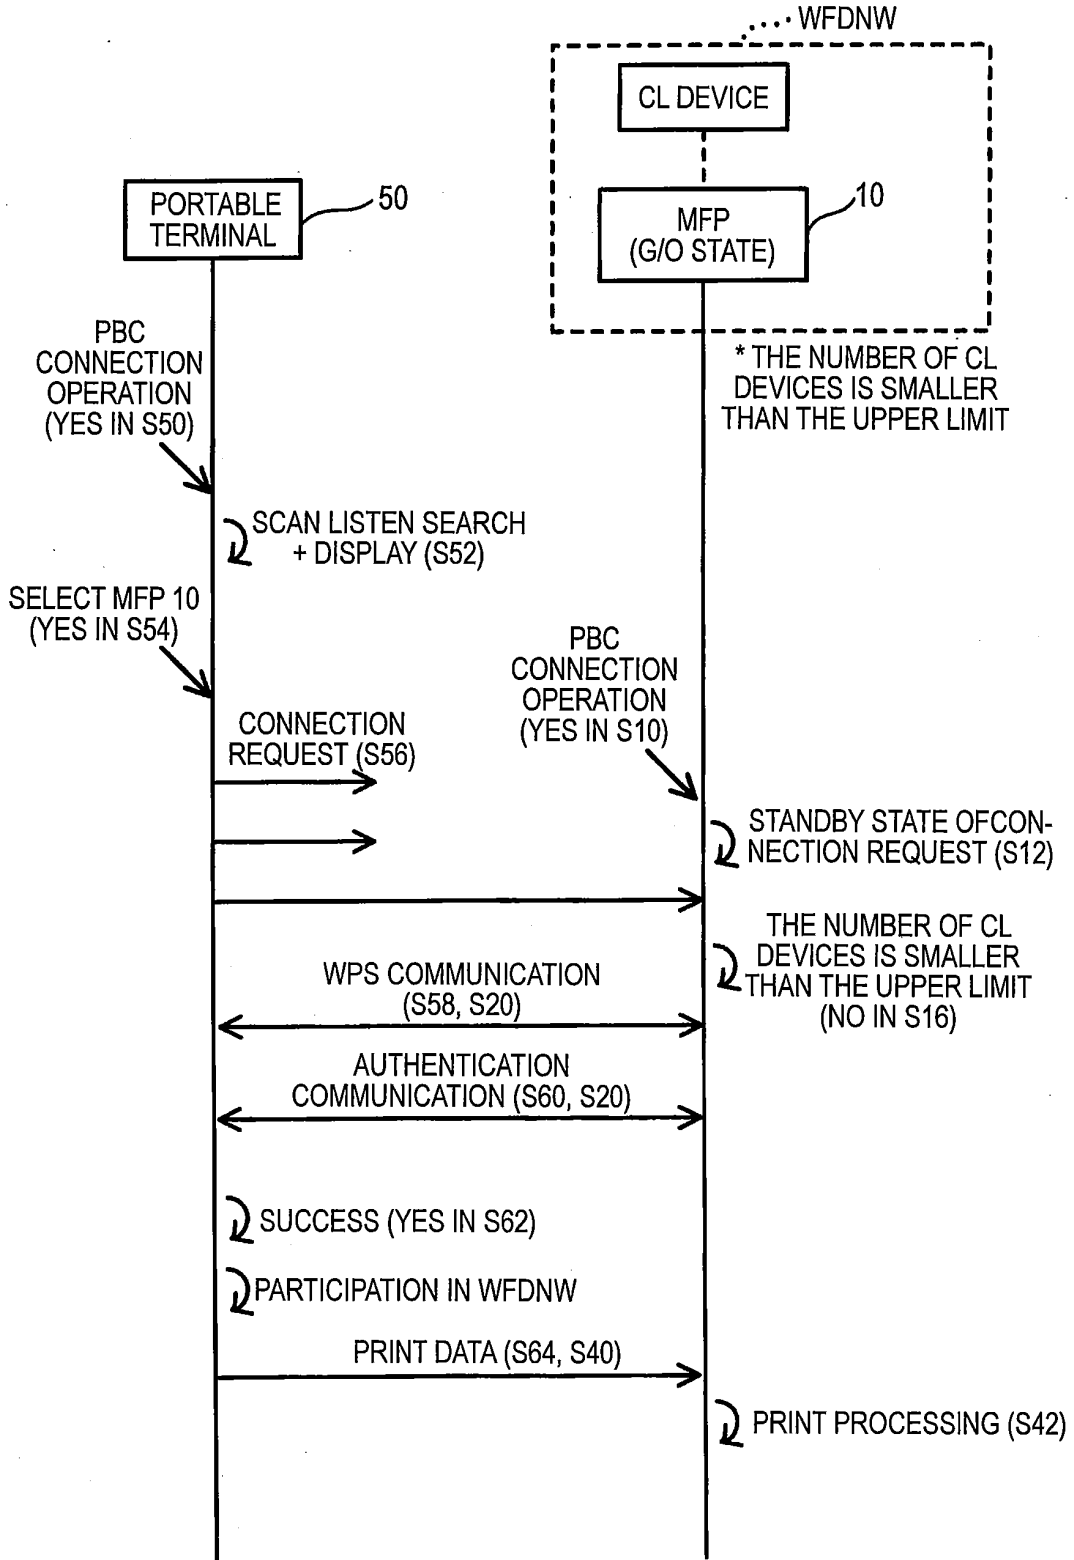 WFDNW
CL DEVICE
PORTABLE
TERMINAL
50
MFP
(G/O STATE)
10
PBC
CONNECTION
OPERATION
(YES IN S50)
* THE NUMBER OF CL
DEVICES IS SMALLER
THAN THE UPPER LIMIT
SCAN LISTEN SEARCH
+ DISPLAY (S52)
SELECT MFP 10
(YES IN S54)
PBC
CONNECTION
OPERATION
(YES IN S10)
CONNECTION
REQUEST (S56)
STANDBY STATE OFCON-
NECTION REQUEST (S12)
THE NUMBER OF CL
DEVICES IS SMALLER
THAN THE UPPER LIMIT
(NO IN S16)
WPS COMMUNICATION
(S58, S20)
AUTHENTICATION
COMMUNICATION (S60, S20)
SUCCESS (YES IN S62)
PARTICIPATION IN WFDNW
PRINT DATA (S64, S40)
PRINT PROCESSING (S42)